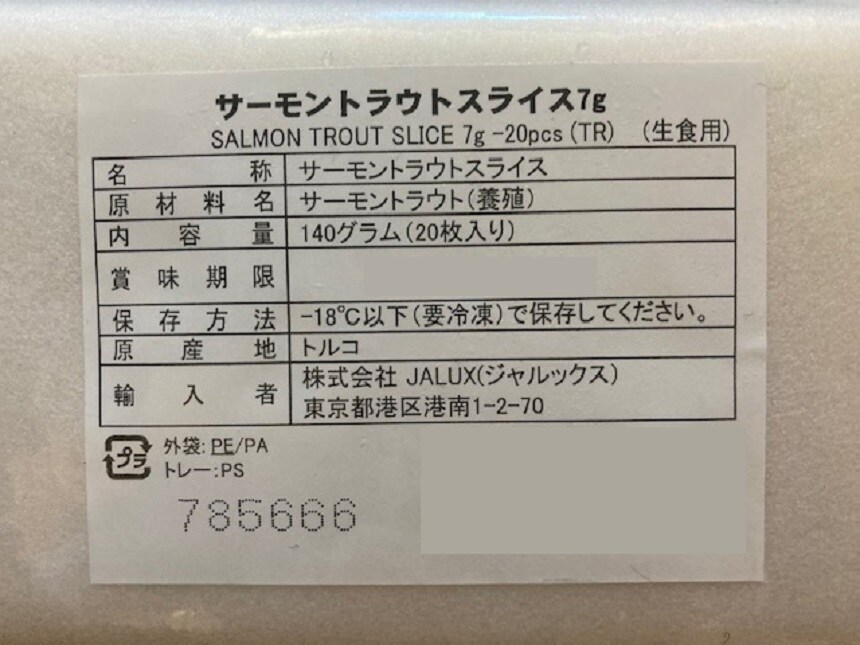 サーモントラウトスライス7g
SALMON TROUT SLICE 7g -20pcs (TR) (生食用)
名称 サーモントラウトスライス
原材料名 サーモントラウト(養殖)
内容量 140グラム(20枚入り)
賞味期限
保存方法 -18℃以下(要冷凍)で保存してください。
原産地 トルコ
輸入者 株式会社 JALUX(ジャルックス)
東京都港区港南1-2-70
プラ 外袋:PE/PA
トレー:PS
785666